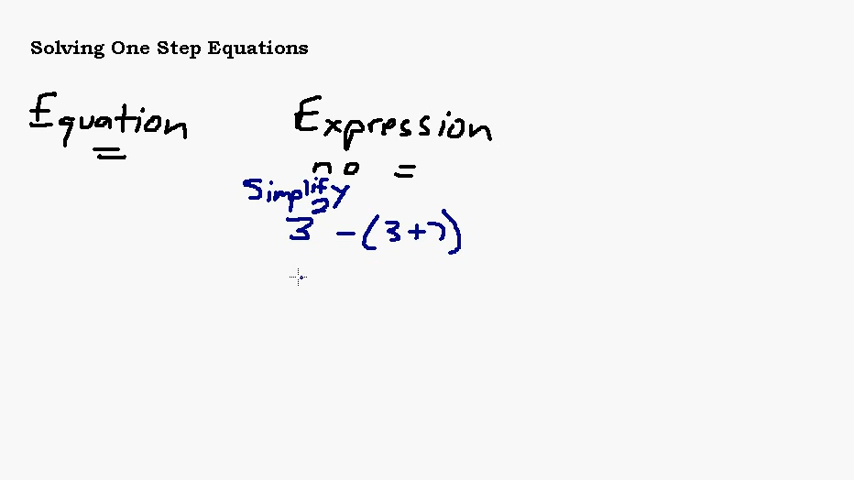 Solving One Step Equations
Equation Expression
=
no =
Simplify
3² - (3+7)